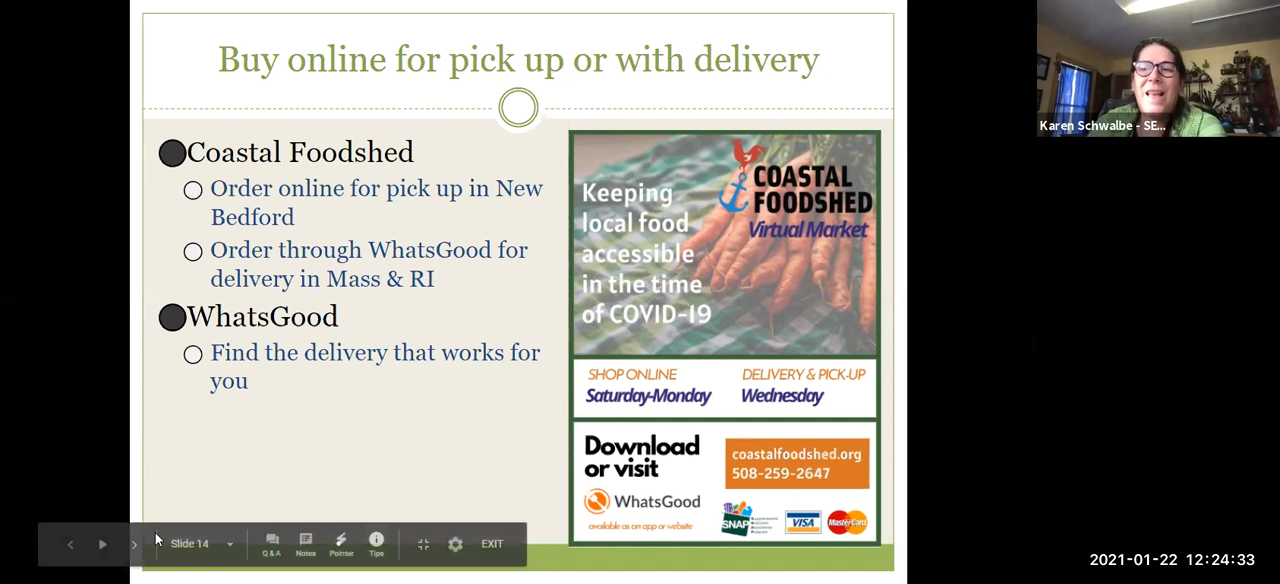 Buy online for pick up or with delivery
Coastal Foodshed
Order online for pick up in New
Bedford
Order through WhatsGood for
delivery in Mass & RI
WhatsGood
Find the delivery that works for
you
Keeping
local food
accessible
in the time
of COVID-19
COASTAL
FOODSHED
Virtual Market
SHOP ONLINE
Saturday-Monday
DELIVERY & PICK-UP
Wednesday
Download
or visit
WhatsGood
available as an app or website
coastalfoodshed.org
508-259-2647
SNAP
VISA
MasterCard
Slide 14
Q & A
Notes
Pointer
Tips
EXIT
Karen Schwalbe - SE...
2021-01-22 12:24:33